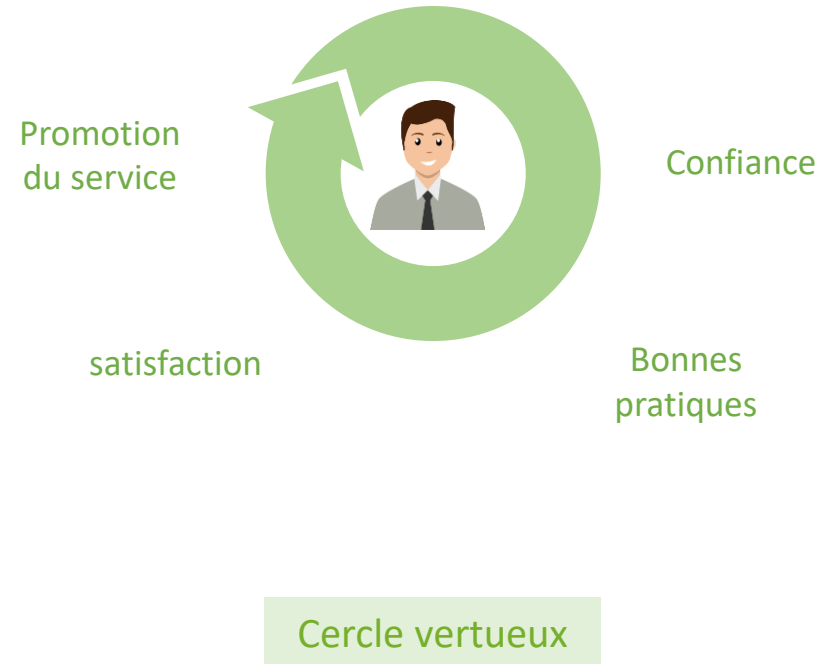 Promotion
du service
Confiance
satisfaction
Bonnes
pratiques
Cercle vertueux